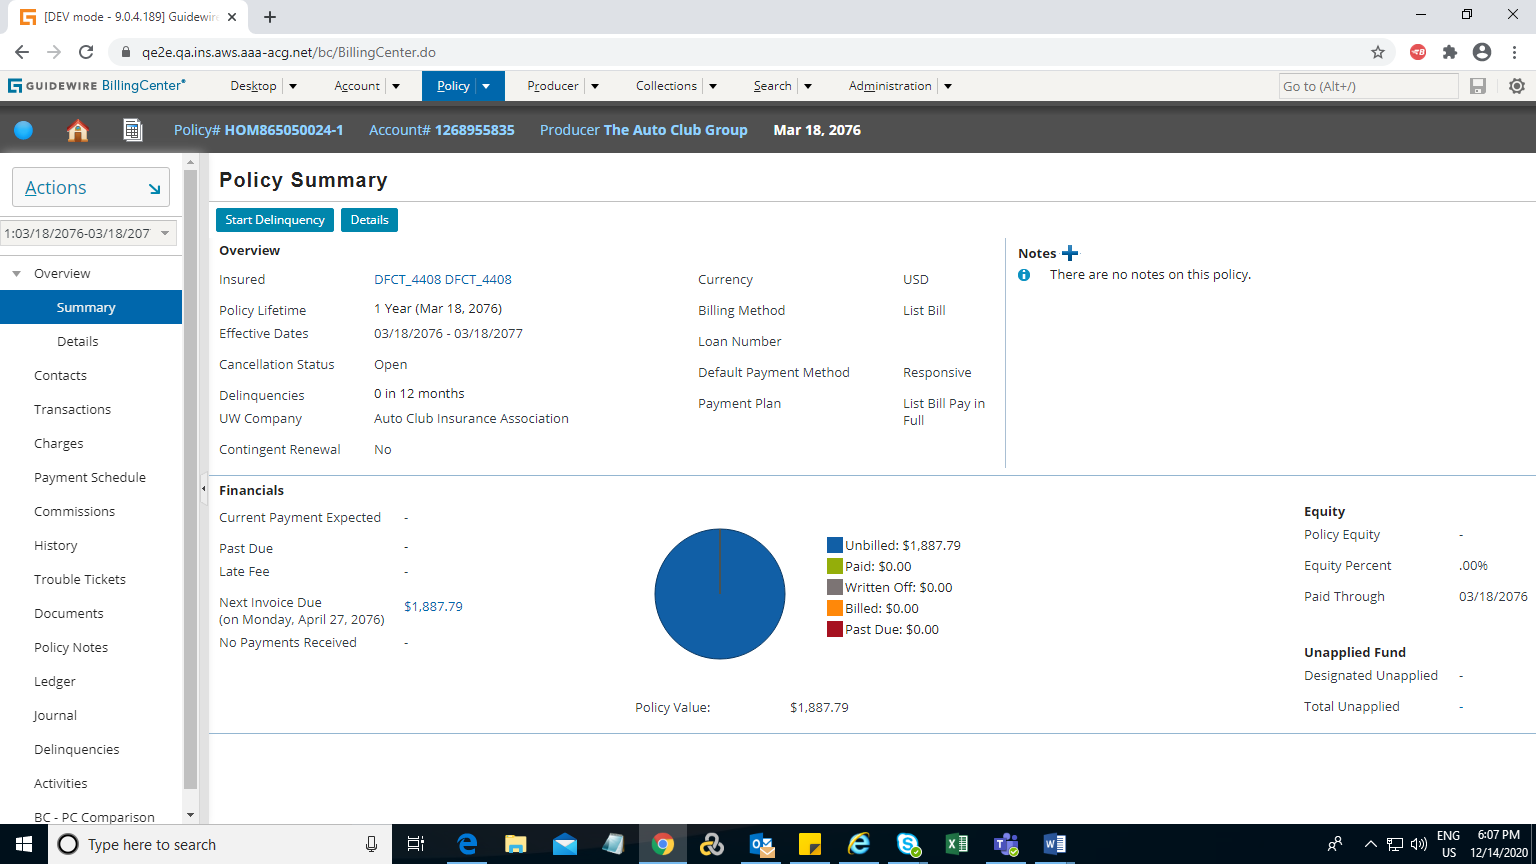 [DEV mode - 9.0.4.189] Guidewir
qe2e.qa.ins.aws.aaa-acg.net/bc/BillingCenter.do
GUIDEWIRE BillingCenter
Desktop
Account
Policy
Producer
Collections
Search
Administration
Go to (Alt+/)
Policy# HOM865050024-1
Account# 1268955835
Producer The Auto Club Group
Mar 18, 2076
Actions
1:03/18/2076-03/18/207
Overview
Summary
Details
Contacts
Transactions
Charges
Payment Schedule
Commissions
History
Trouble Tickets
Documents
Policy Notes
Ledger
Journal
Delinquencies
Activities
BC - PC Comparison
Policy Summary
Start Delinquency
Details
Overview
Insured DFCT_4408 DFCT_4408
Policy Lifetime 1 Year (Mar 18, 2076)
Effective Dates 03/18/2076 - 03/18/2077
Cancellation Status Open
Delinquencies 0 in 12 months
UW Company Auto Club Insurance Association
Contingent Renewal No
Currency USD
Billing Method List Bill
Loan Number
Default Payment Method Responsive
Payment Plan List Bill Pay in
Full
Notes
There are no notes on this policy.
Financials
Current Payment Expected -
Past Due -
Late Fee -
Next Invoice Due $1,887.79
(on Monday, April 27, 2076)
No Payments Received -
Unbilled: $1,887.79
Paid: $0.00
Written Off: $0.00
Billed: $0.00
Past Due: $0.00
Policy Value: $1,887.79
Equity
Policy Equity -
Equity Percent .00%
Paid Through 03/18/2076
Unapplied Fund
Designated Unapplied -
Total Unapplied -
Type here to search
ENG
US
6:07 PM
12/14/2020